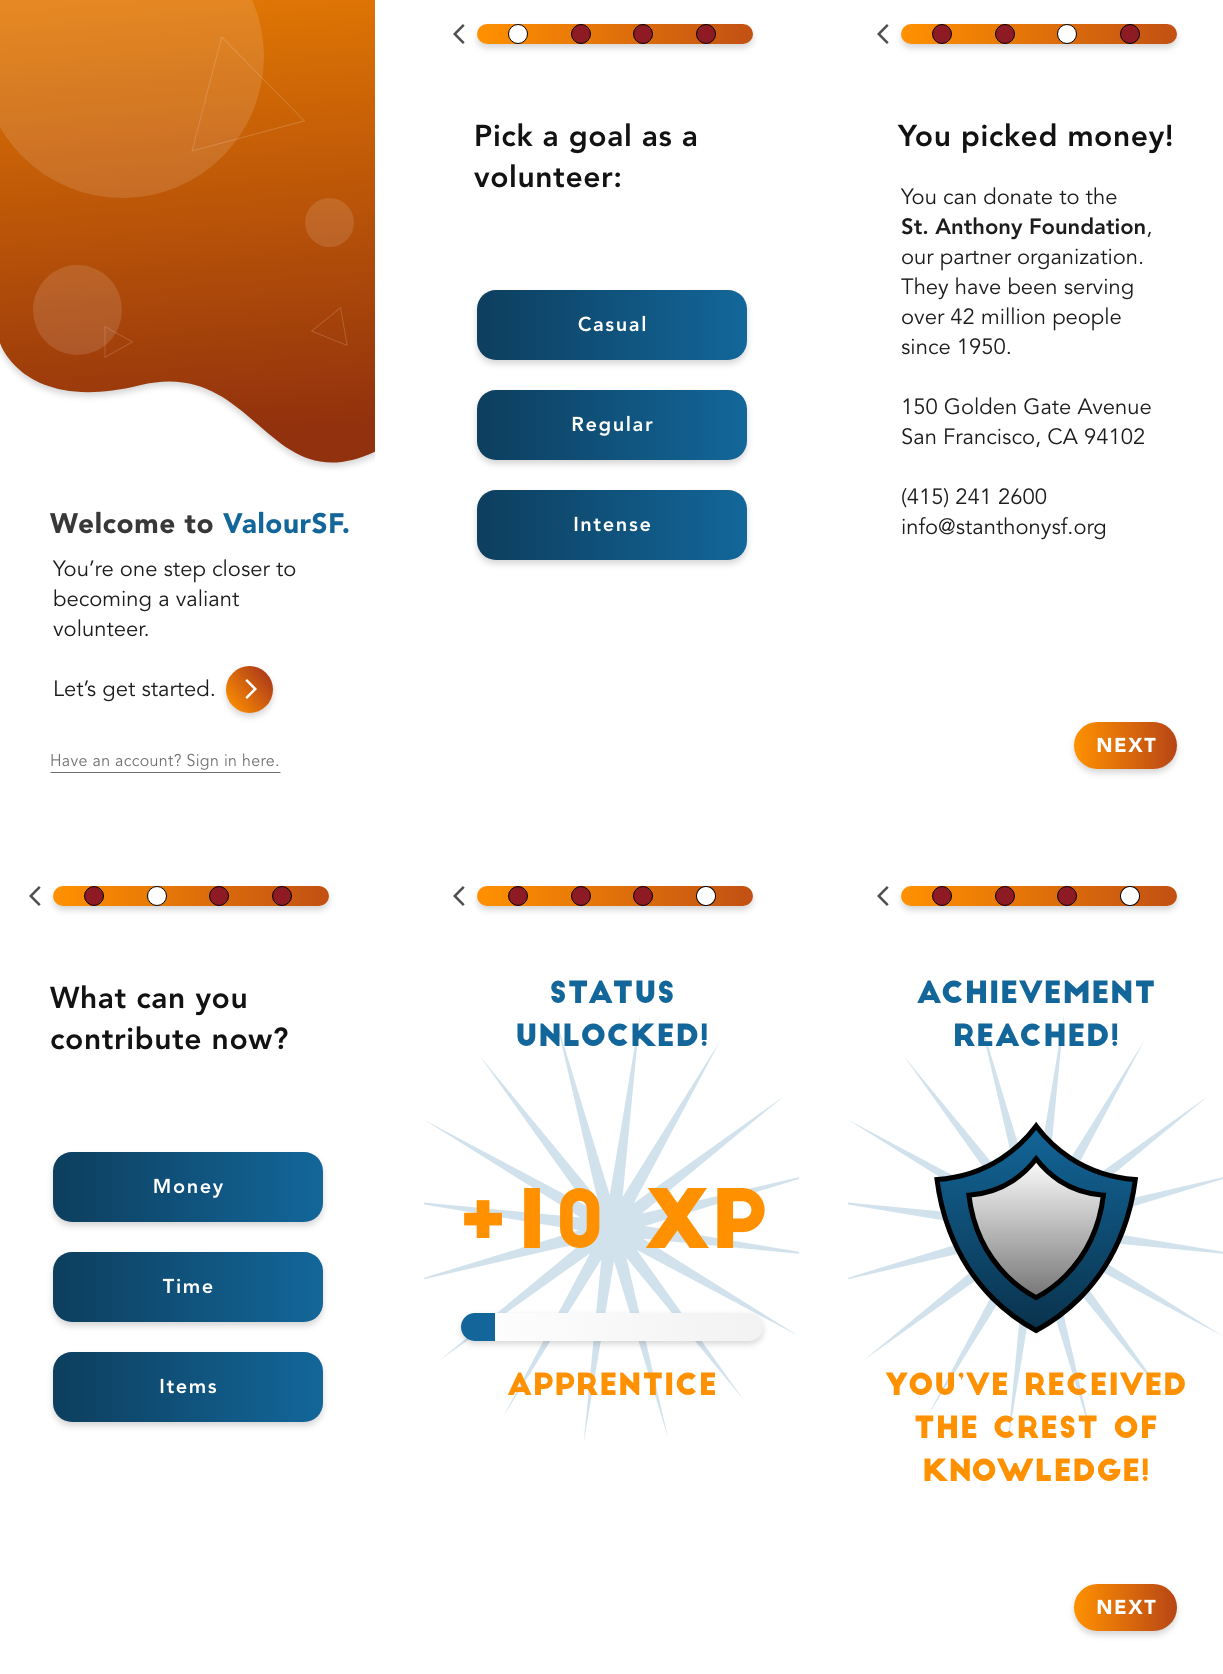 Welcome to ValourSF.
You’re one step closer to
becoming a valiant
volunteer.
Let’s get started.
Have an account? Sign in here.
Pick a goal as a
volunteer:
Casual
Regular
Intense
You picked money!
You can donate to the
St. Anthony Foundation,
our partner organization.
They have been serving
over 42 million people
since 1950.
150 Golden Gate Avenue
San Francisco, CA 94102
(415) 241 2600
info@stanthonysf.org
NEXT
What can you
contribute now?
Money
Time
Items
STATUS
UNLOCKED!
+10 XP
APPRENTICE
ACHIEVEMENT
REACHED!
YOU'VE RECEIVED
THE CREST OF
KNOWLEDGE!
NEXT